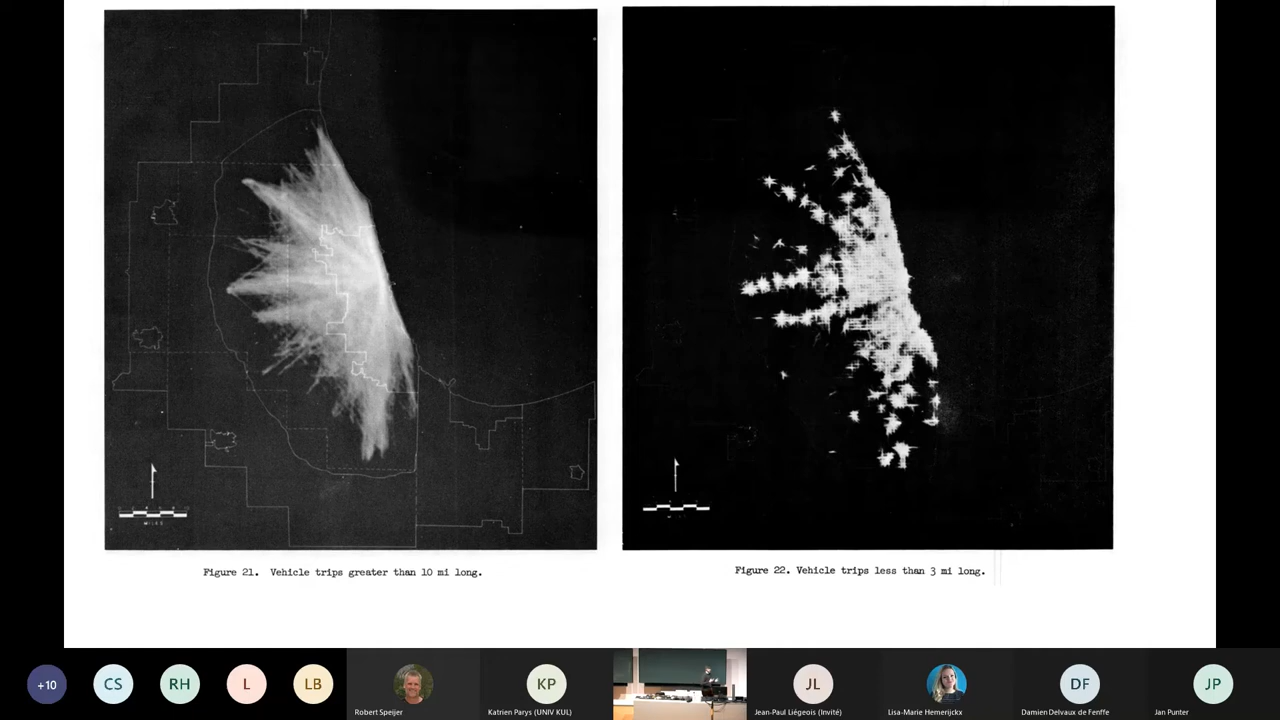 MILES
Figure 21. Vehicle trips greater than 10 mi long.
Figure 22. Vehicle trips less than 3 mi long.
+10
CS
RH
L
LB
Robert Speijer
KP
Katrien Parys (UNIV KUL)
JL
Jean-Paul Liégeois (Invité)
Lisa-Marie Hemerijckx
DF
Damien Delvaux de Fenffe
JP
Jan Punter